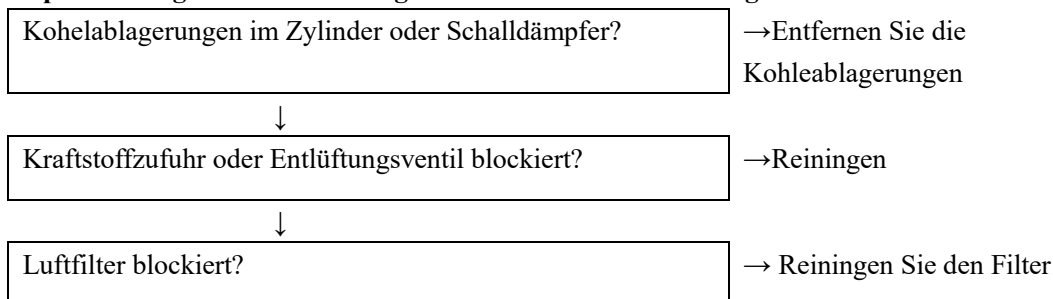 Kohelablagerungen im Zylinder oder Schalldämpfer?
→Entfernen Sie die
Kohleablagerungen
↓
Kraftstoffzufuhr oder Entlüftungsventil blockiert?
→Reiningen
↓
Luftfilter blockiert?
→ Reiningen Sie den Filter